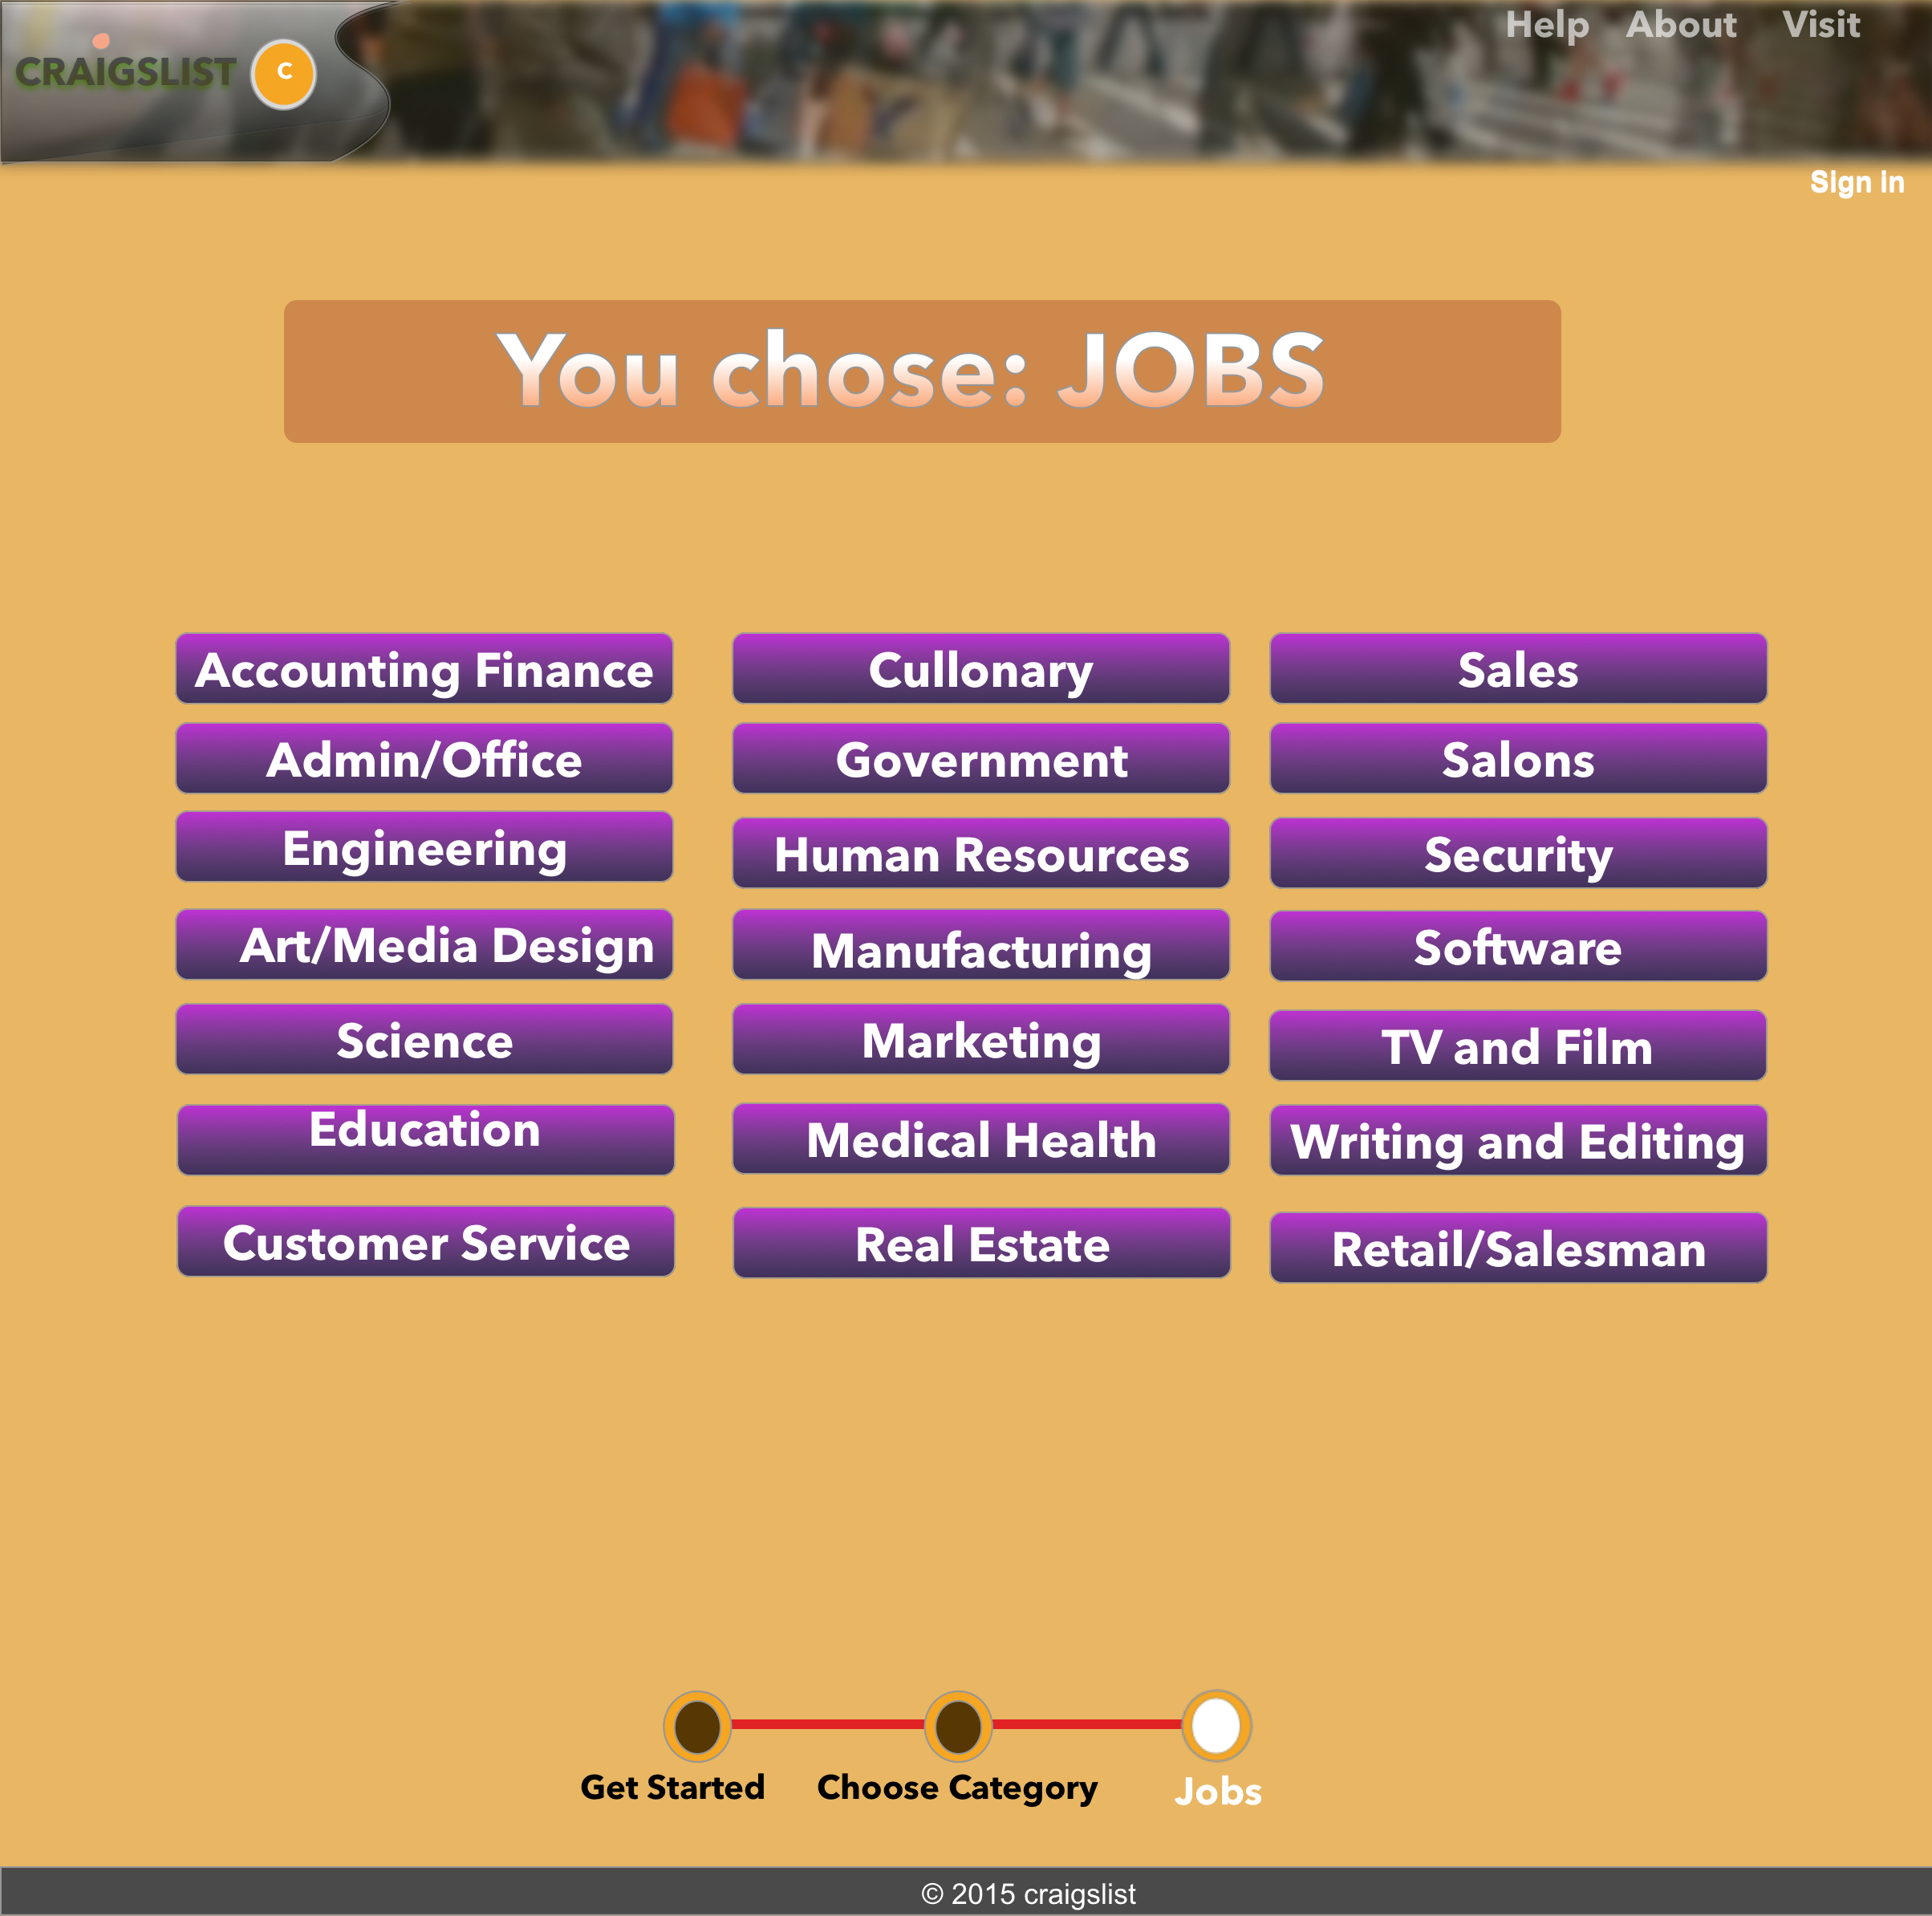 Help About Visit
CRAIGSLIST C
Sign in
You chose: JOBS
Accounting Finance
Cullonary
Sales
Admin/Office
Government
Salons
Engineering
Human Resources
Security
Art/Media Design
Manufacturing
Software
Science
Marketing
TV and Film
Education
Medical Health
Writing and Editing
Customer Service
Real Estate
Retail/Salesman
Get Started
Choose Category
Jobs
© 2015 craigslist